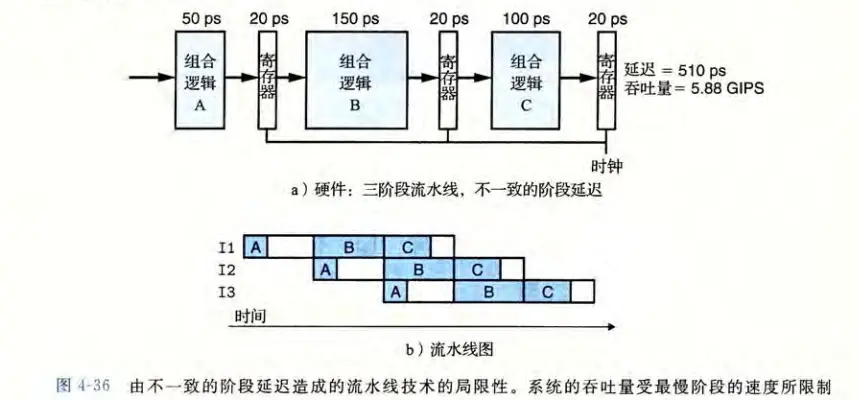 50 ps 20 ps 150 ps 20 ps 100 ps 20 ps
组合逻辑A
寄存器
组合逻辑B
寄存器
组合逻辑C
寄存器
延迟 = 510 ps
吞吐量 = 5.88 GIPS
时钟
a)硬件:三阶段流水线,不一致的阶段延迟
I1 A B C
I2 A B C
I3 A B C
时间
b)流水线图
图 4-36 由不一致的阶段延迟造成的流水线技术的局限性。系统的吞吐量受最慢阶段的速度所限制